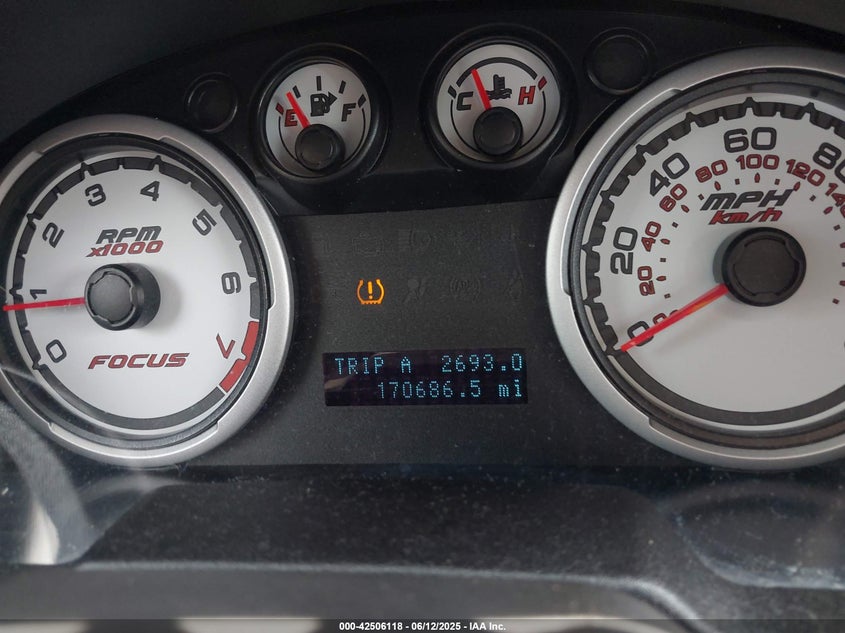 E F
C H
RPM
x1000
0 1 2 3 4 5 6 7
FOCUS
MPH
km/h
0 20 40 60 80
20 40 60 80 100 120
TRIP A 2693.0
170686.5 mi
000-42506118 - 06/12/2025 - IAA Inc.